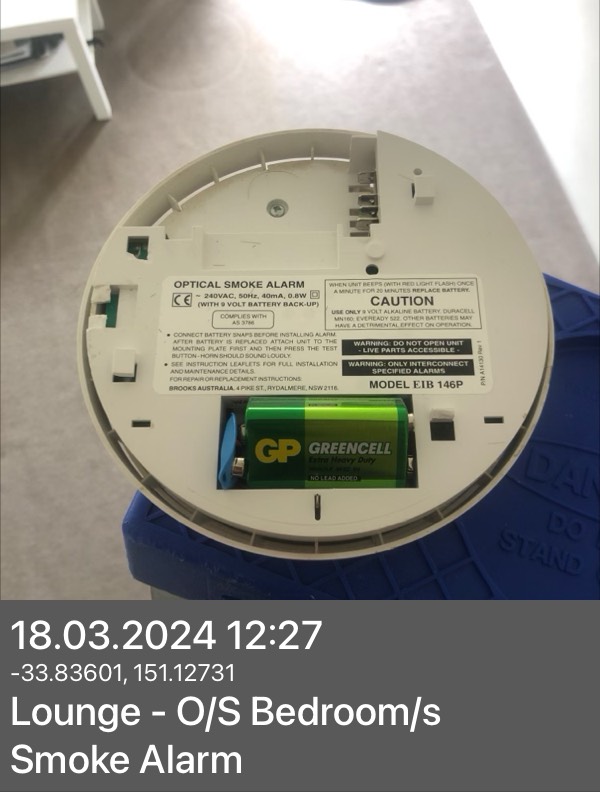 OPTICAL SMOKE ALARM
CE ~ 240VAC, 50Hz, 40mA, 0.8W
(WITH 9 VOLT BATTERY BACK-UP)
COMPLIES WITH
AS 3786
• CONNECT BATTERY SNAPS BEFORE INSTALLING ALARM.
AFTER BATTERY IS REPLACED ATTACH UNIT TO THE
MOUNTING PLATE FIRST AND THEN PRESS THE TEST
BUTTON - HORN SHOULD SOUND LOUDLY.
• SEE INSTRUCTION LEAFLET FOR FULL INSTALLATION
AND MAINTENANCE DETAILS.
FOR REPAIR OR REPLACEMENT INSTRUCTIONS:
BROOKS AUSTRALIA, 4 PIKE ST., RYDALMERE, NSW 2116.
WHEN UNIT BEEPS (WITH RED LIGHT FLASH) ONCE
A MINUTE FOR 20 MINUTES REPLACE BATTERY.
CAUTION
USE ONLY 9 VOLT ALKALINE BATTERY, DURACELL
EVEREADY 522. OTHER BATTERIES MAY
HAVE A DETRIMENTAL EFFECT ON OPERATION.
WARNING: DO NOT OPEN UNIT
- LIVE PARTS ACCESSIBLE -
WARNING: ONLY INTERCONNECT
SPECIFIED ALARMS
MODEL EIB 146P
GP GREENCELL
Extra Heavy Duty
NO LEAD ADDED
DAN
DO
STAND
18.03.2024 12:27
-33.83601, 151.12731
Lounge - O/S Bedroom/s
Smoke Alarm